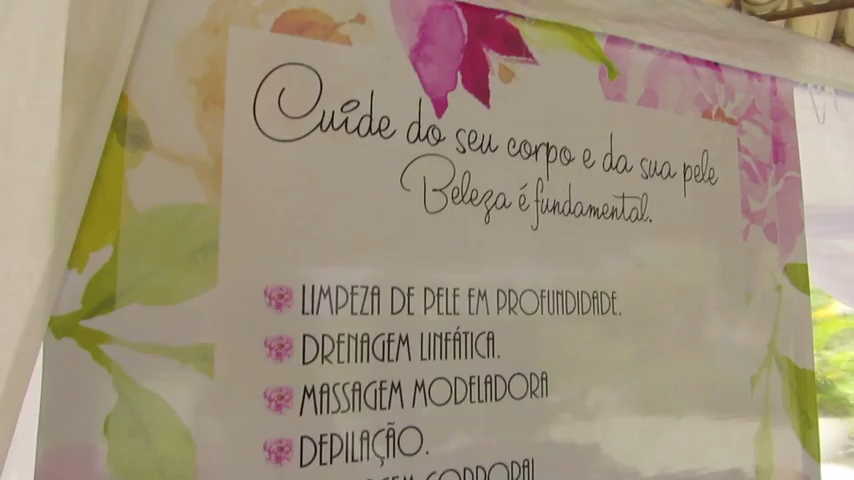 Cuide do seu corpo e da sua pele
Beleza é fundamental.
LIMPEZA DE PELE EM PROFUNDIDADE.
DRENAGEM LINFÁTICA.
MASSAGEM MODELADORA
DEPILAÇÃO.
CORPORAL